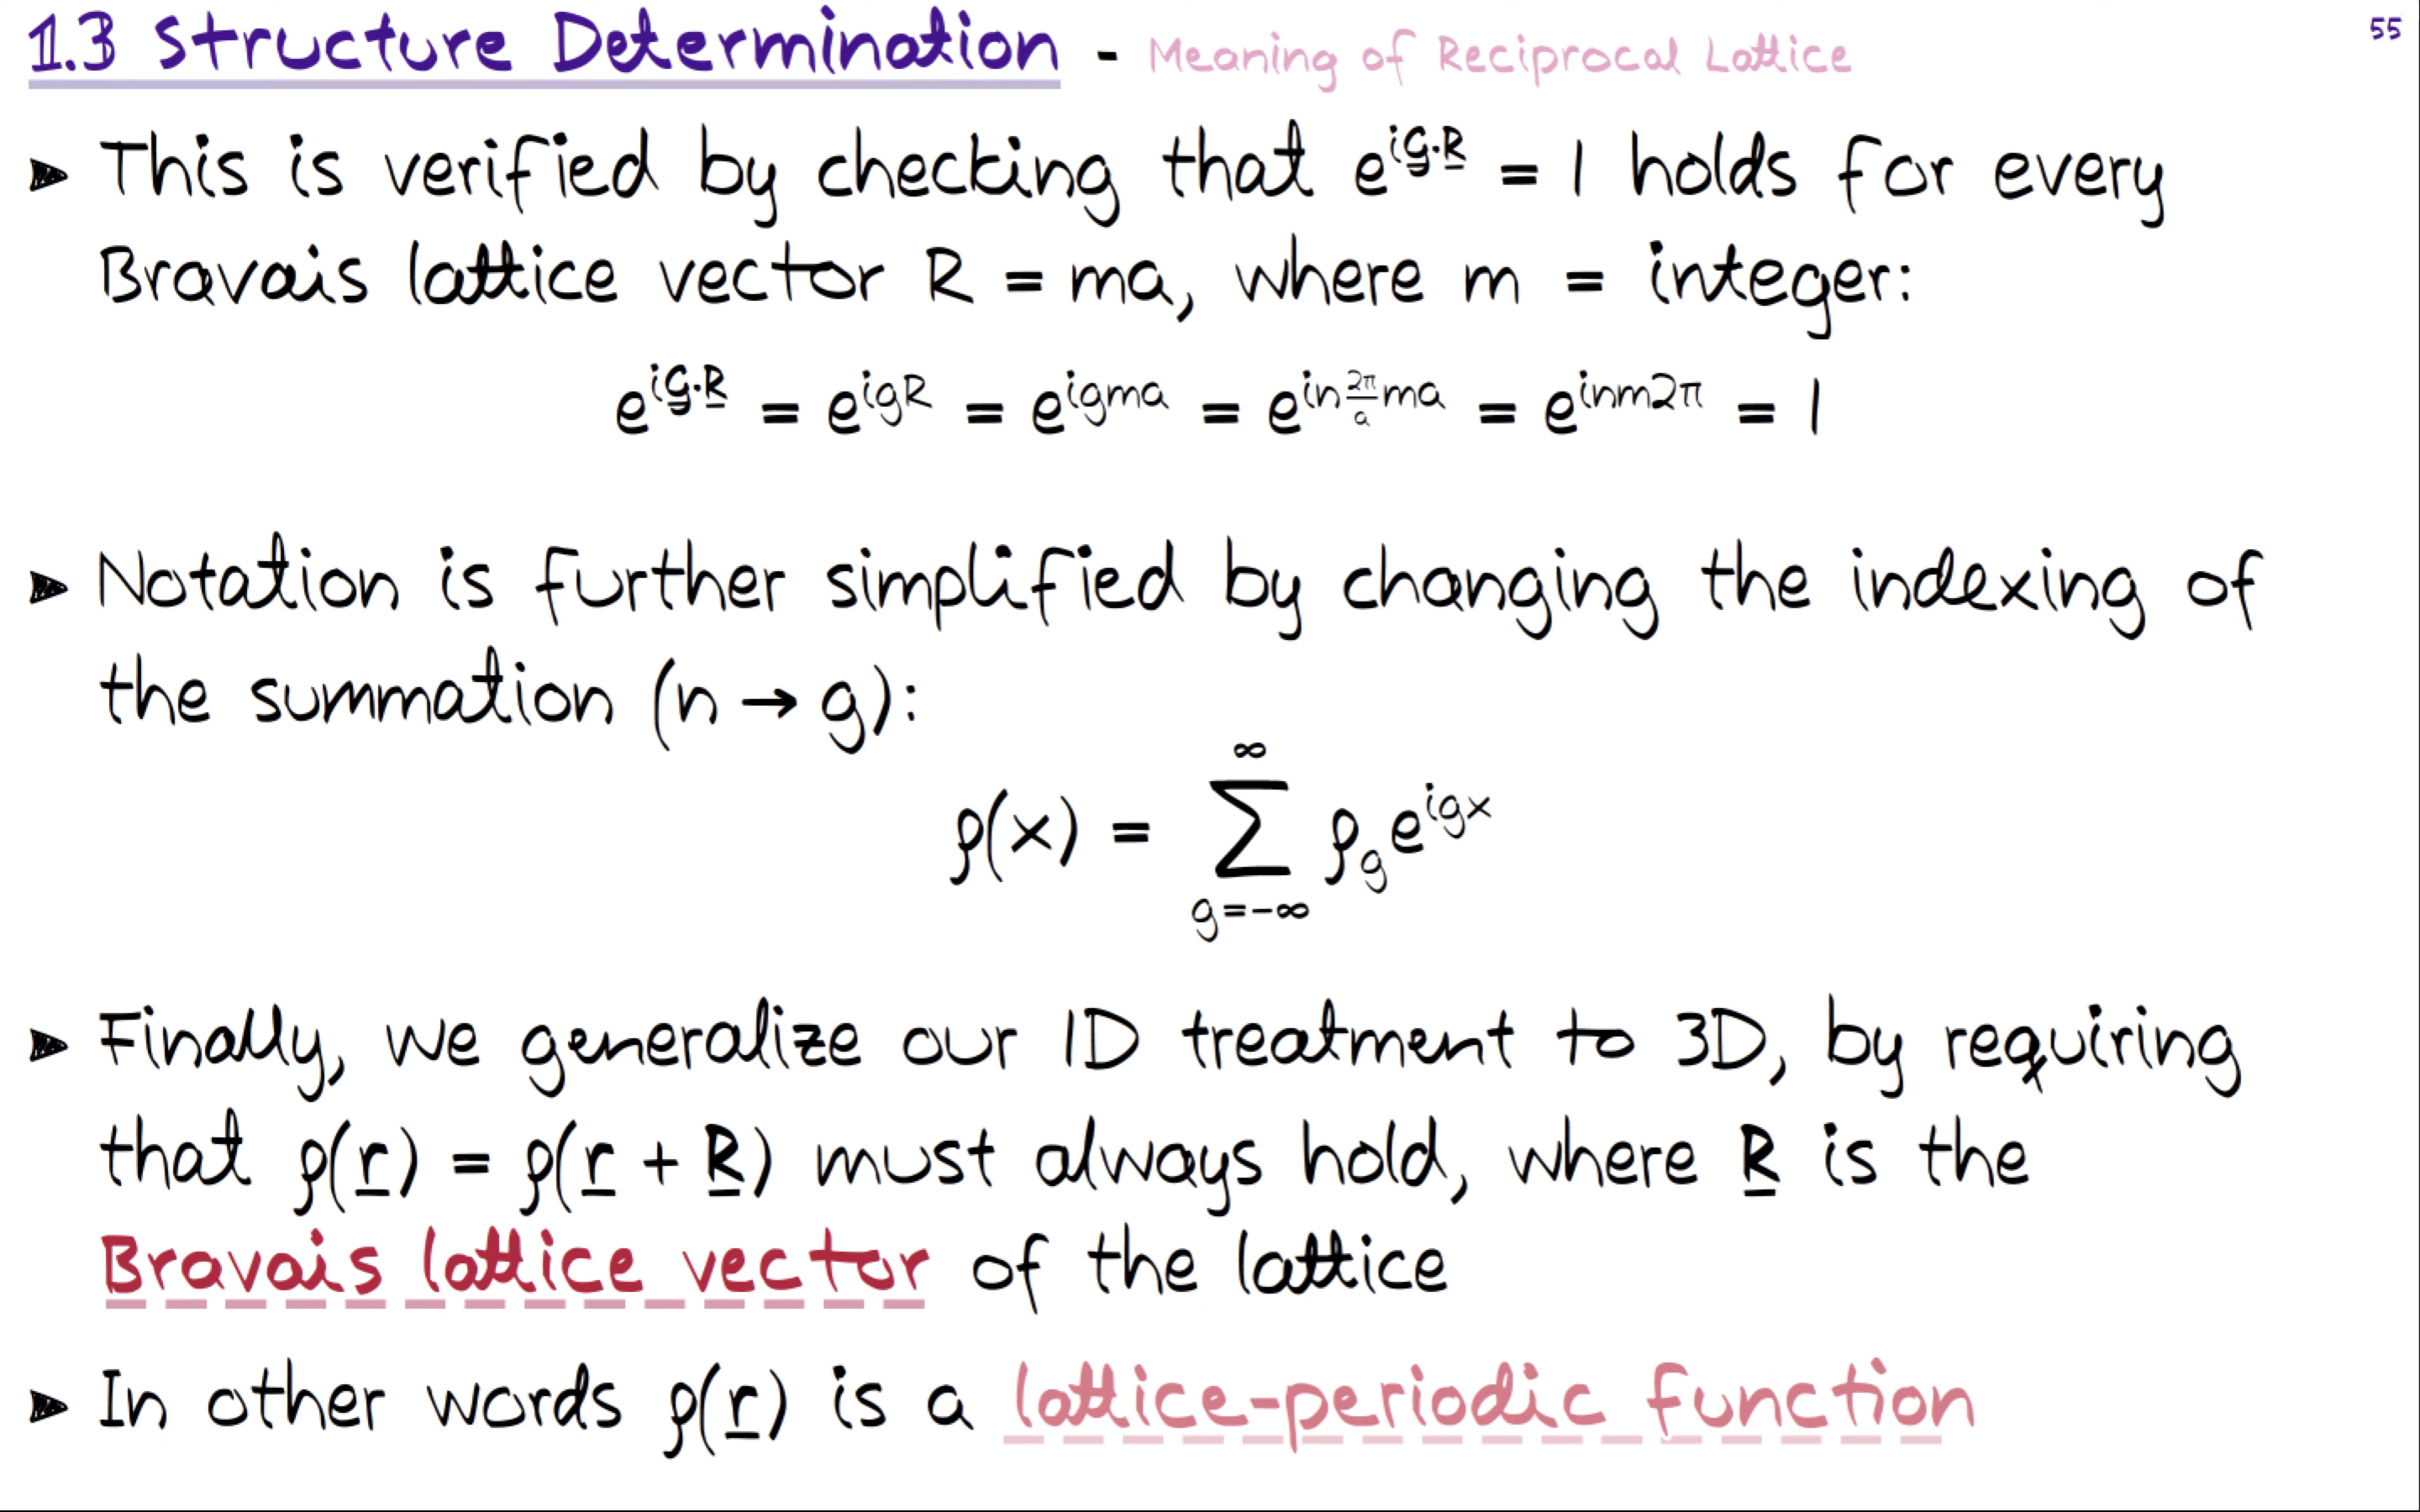 1.3 Structure Determination - Meaning of Reciprocal Lattice
55
▶ This is verified by checking that e^{ig·R} = 1 holds for every
Bravais lattice vector R = ma, where m = integer:
e^{iG·R} = e^{igR} = e^{igma} = e^{in\frac{2π}{a}ma} = e^{inm2π} = 1
▶ Notation is further simplified by changing the indexing of
the summation (n → g):
ρ(x) = ∑_{g=-∞}^{∞} ρ_g e^{igx}
▶ Finally, we generalize our 1D treatment to 3D, by requiring
that ρ(r) = ρ(r + R) must always hold, where R is the
Bravais lattice vector of the lattice
▶ In other words ρ(r) is a lattice-periodic function